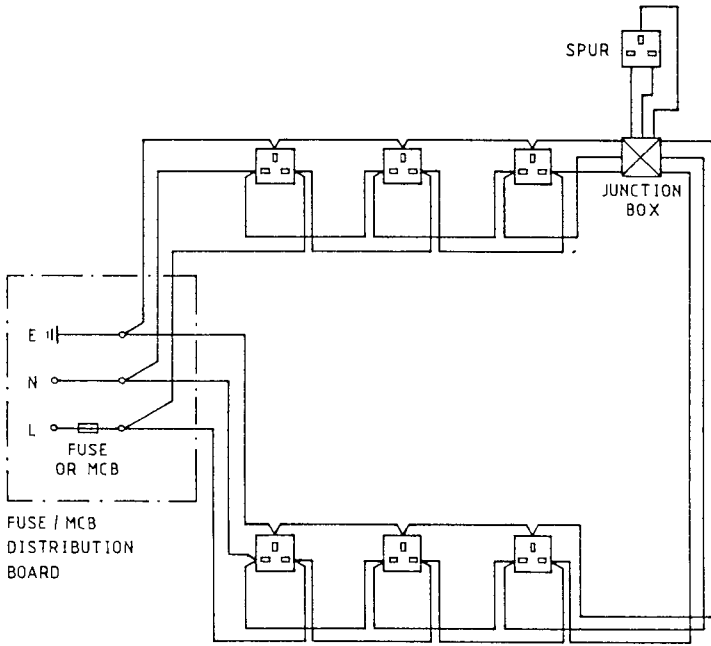 SPUR
JUNCTION
BOX
E
N
L
FUSE
OR MCB
FUSE / MCB
DISTRIBUTION
BOARD